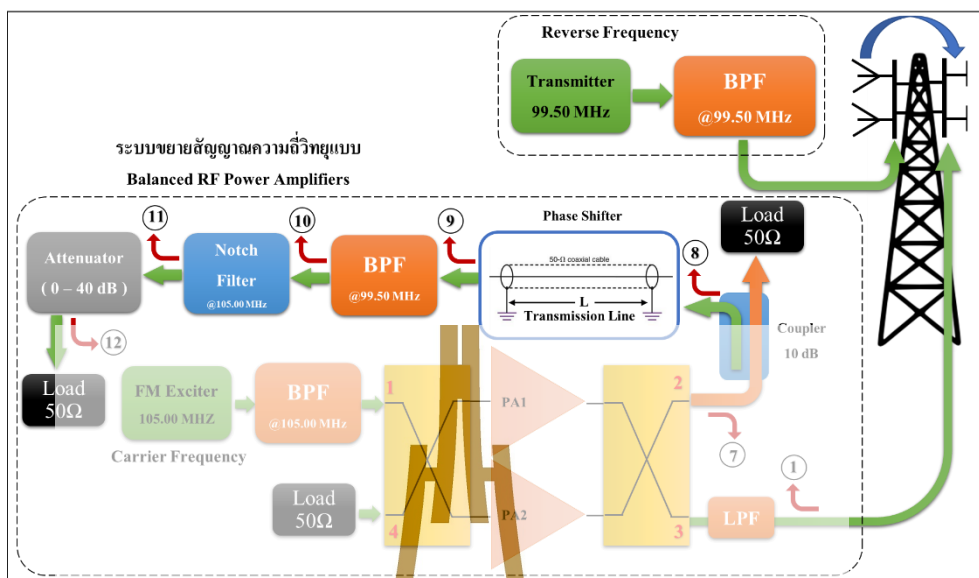 Reverse Frequency
Transmitter
99.50 MHz
BPF
@99.50 MHz
ระบบขยายสัญญาณความถี่วิทยุแบบ
Balanced RF Power Amplifiers
11
10
9
Phase Shifter
8
Load
50Ω
Attenuator
( 0 – 40 dB )
Notch
Filter
@105.00 MHz
BPF
@99.50 MHz
50-Ω coaxial cable
L
Transmission Line
Coupler
10 dB
12
Load
50Ω
FM Exciter
105.00 MHZ
BPF
@105.00 MHz
Carrier Frequency
1
PA1
2
7
1
Load
50Ω
4
PA2
3
LPF